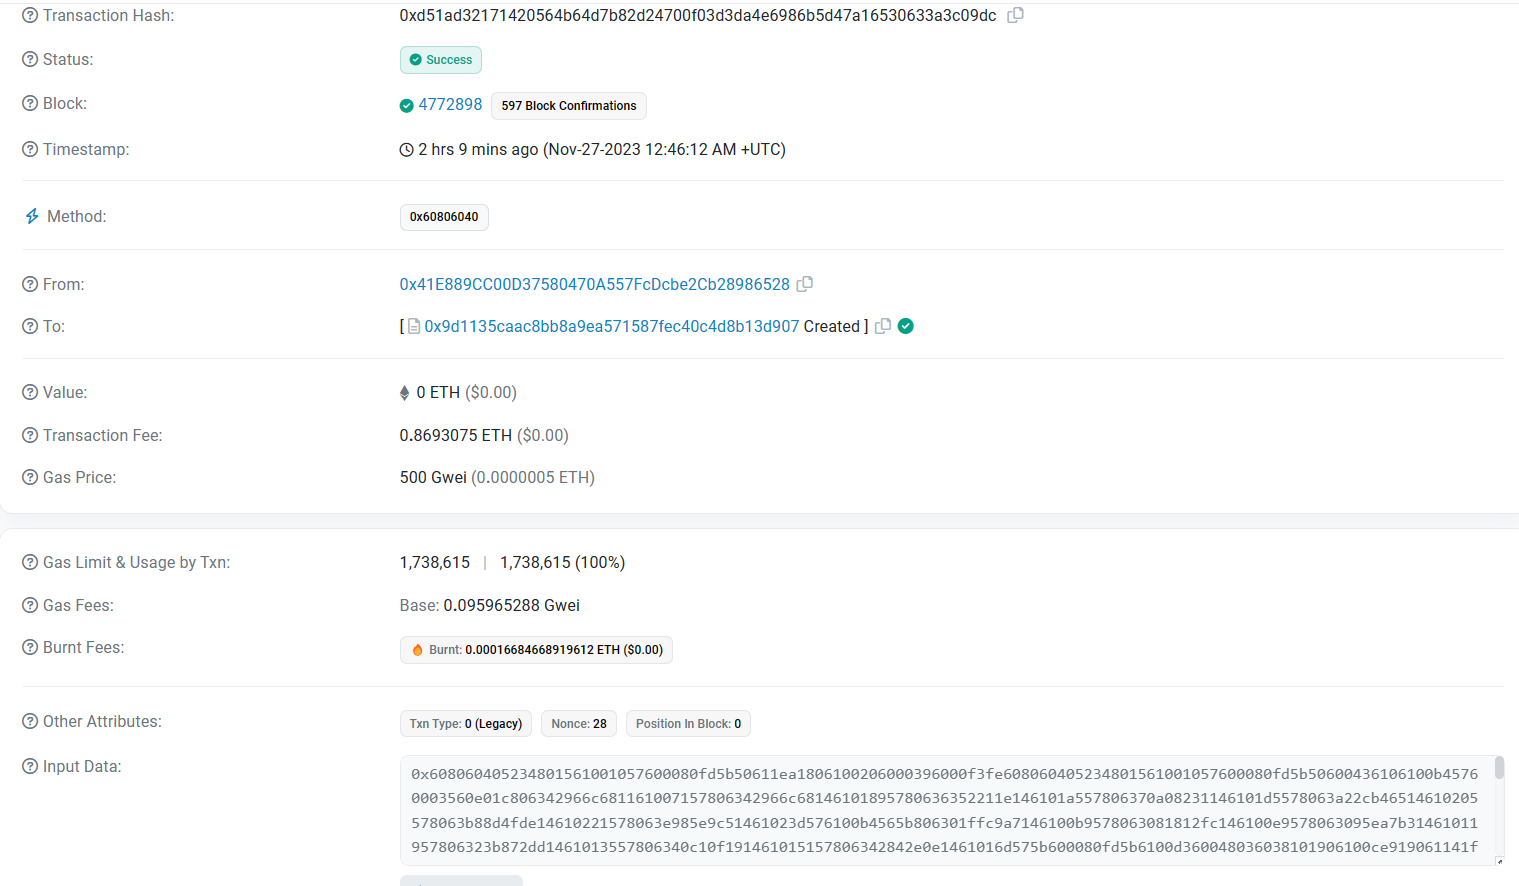 Transaction Hash: 0xd51ad32171420564b64d7b82d24700f03d3da4e6986b5d47a16530633a3c09dc
Status: Success
Block: 4772898 597 Block Confirmations
Timestamp: 2 hrs 9 mins ago (Nov-27-2023 12:46:12 AM +UTC)
Method: 0x60806040
From: 0x41E889CC00D37580470A557FcDcbe2Cb28986528
To: [ 0x9d1135caac8bb8a9ea571587fec40c4d8b13d907 Created ]
Value: 0 ETH ($0.00)
Transaction Fee: 0.8693075 ETH ($0.00)
Gas Price: 500 Gwei (0.0000005 ETH)
Gas Limit & Usage by Txn: 1,738,615 | 1,738,615 (100%)
Gas Fees: Base: 0.095965288 Gwei
Burnt Fees: Burnt: 0.00016684668919612 ETH ($0.00)
Other Attributes: Txn Type: 0 (Legacy) Nonce: 28 Position In Block: 0
Input Data: 0x608060405234801561001057600080fd5b50611ea1806100206000396000f3fe608060405234801561001057600080fd5b50600436106100b4576
0003560e01c806342966c681161007157806342966c68146101895780636352211e146101a557806370a08231146101d5578063a22cb46514610205
578063b88d4fde14610221578063e985e9c51461023d576100b4565b806301ffc9a7146100b9578063081812fc146100e9578063095ea7b31461011
957806323b872dd1461013557806340c10f191461015157806342842e0e1461016d575b600080fd5b6100d360048036038101906100ce919061141f